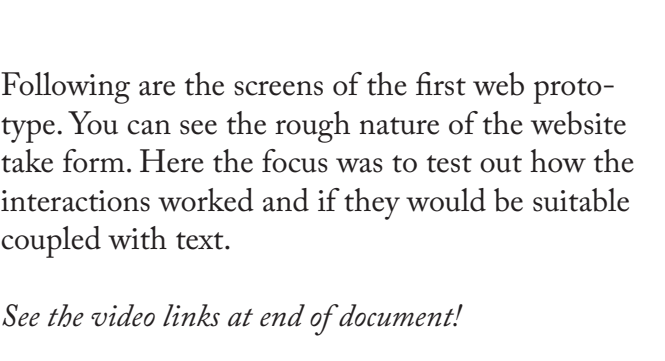 Following are the screens of the first web proto-
type. You can see the rough nature of the website
take form. Here the focus was to test out how the
interactions worked and if they would be suitable
coupled with text.
See the video links at end of document!